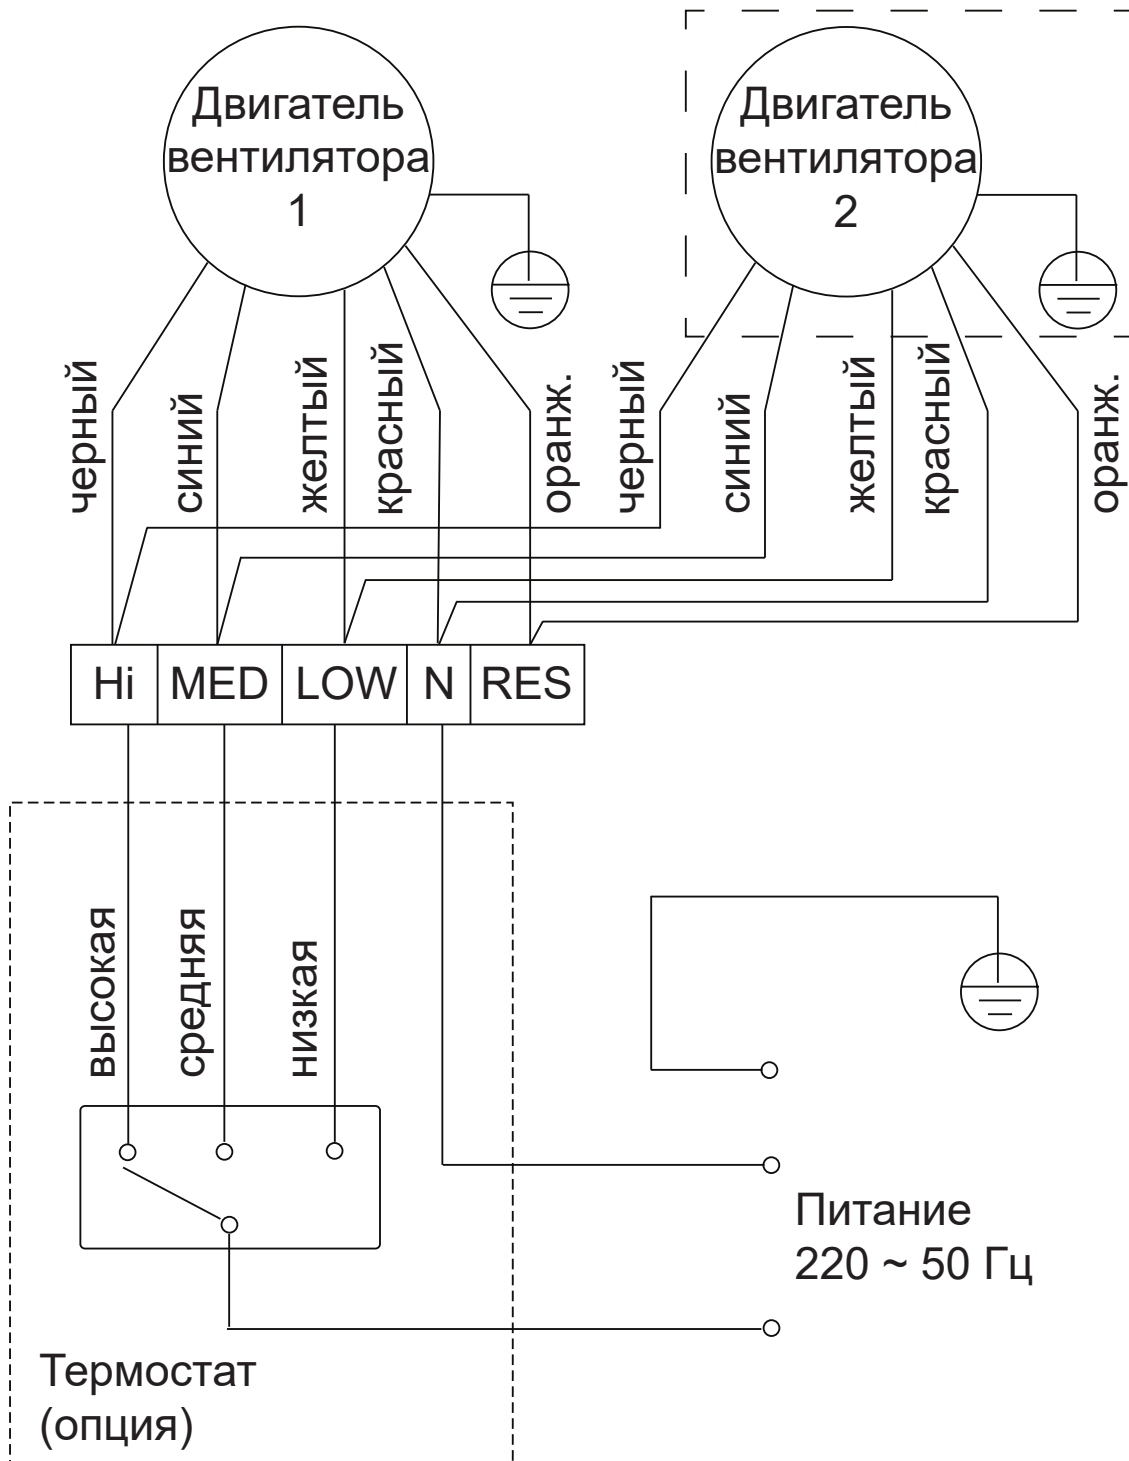 Двигатель
вентилятора
1
Двигатель
вентилятора
2
черный
синий
желтый
красный
оранж.
черный
синий
желтый
красный
оранж.
Hi
MED
LOW
N
RES
высокая
средняя
низкая
Питание
220 ~ 50 Гц
Термостат
(опция)